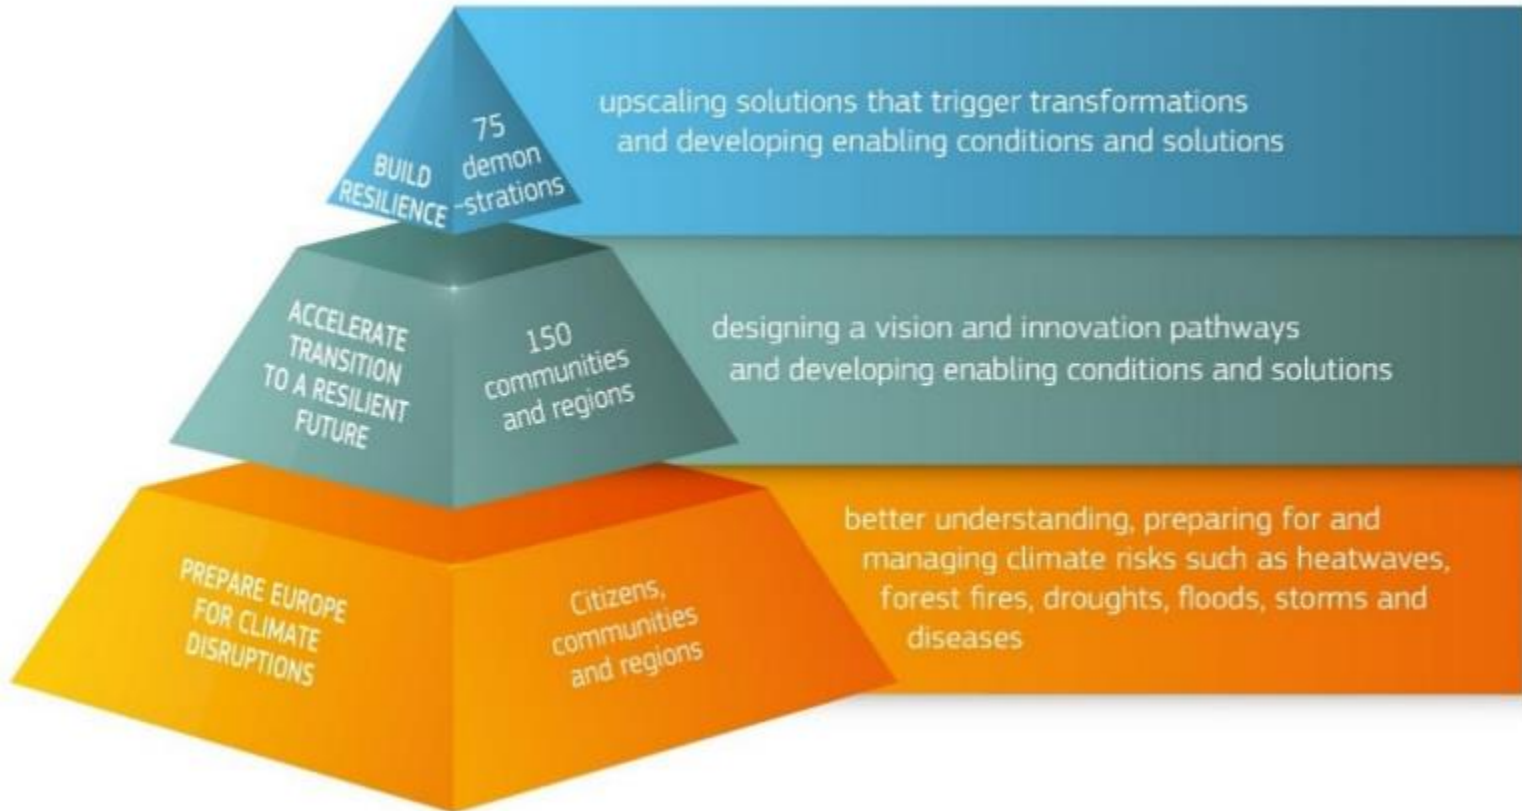 BUILD
RESILIENCE
75
demon
-strations
upscaling solutions that trigger transformations
and developing enabling conditions and solutions
ACCELERATE
TRANSITION
TO A RESILIENT
FUTURE
150
communities
and regions
designing a vision and innovation pathways
and developing enabling conditions and solutions
PREPARE EUROPE
FOR CLIMATE
DISRUPTIONS
Citizens,
communities
and regions
better understanding, preparing for and
managing climate risks such as heatwaves,
forest fires, droughts, floods, storms and
diseases